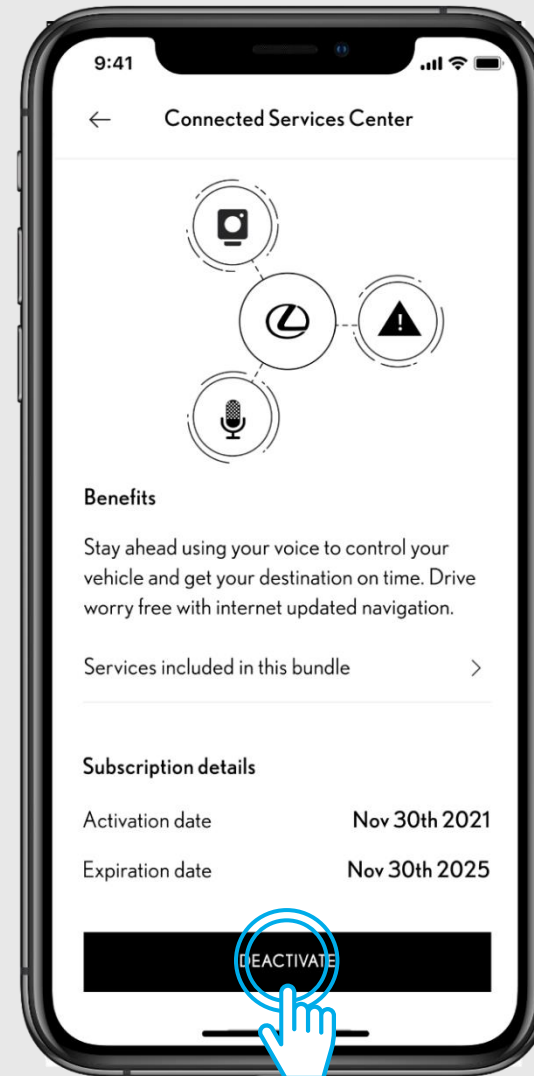 9:41
Connected Services Center
Benefits
Stay ahead using your voice to control your
vehicle and get your destination on time. Drive
worry free with internet updated navigation.
Services included in this bundle
Subscription details
Activation date Nov 30th 2021
Expiration date Nov 30th 2025
DEACTIVATE